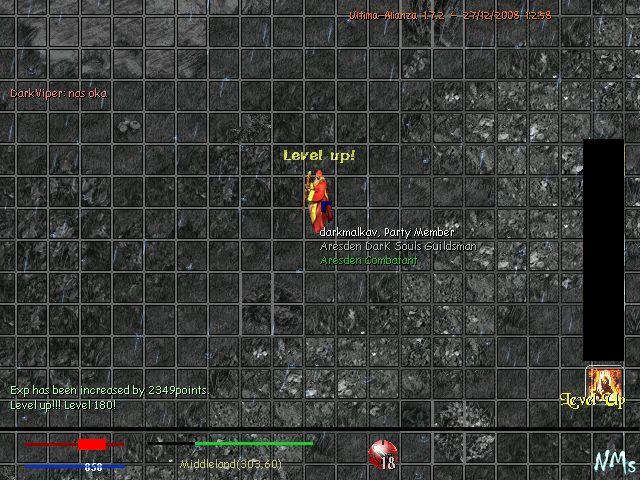 Ultima-Alianza 1.7.2 - 27/12/2008 12:58
DarkViper: nas oka
Level up!
darkmalkav, Party Member
Aresden DarK Souls Guildsman
Aresden Combatant
Exp has been increased by 2349points.
Level up!!! Level 180!
Level Up
858
Middleland(303,60)
18
NMs